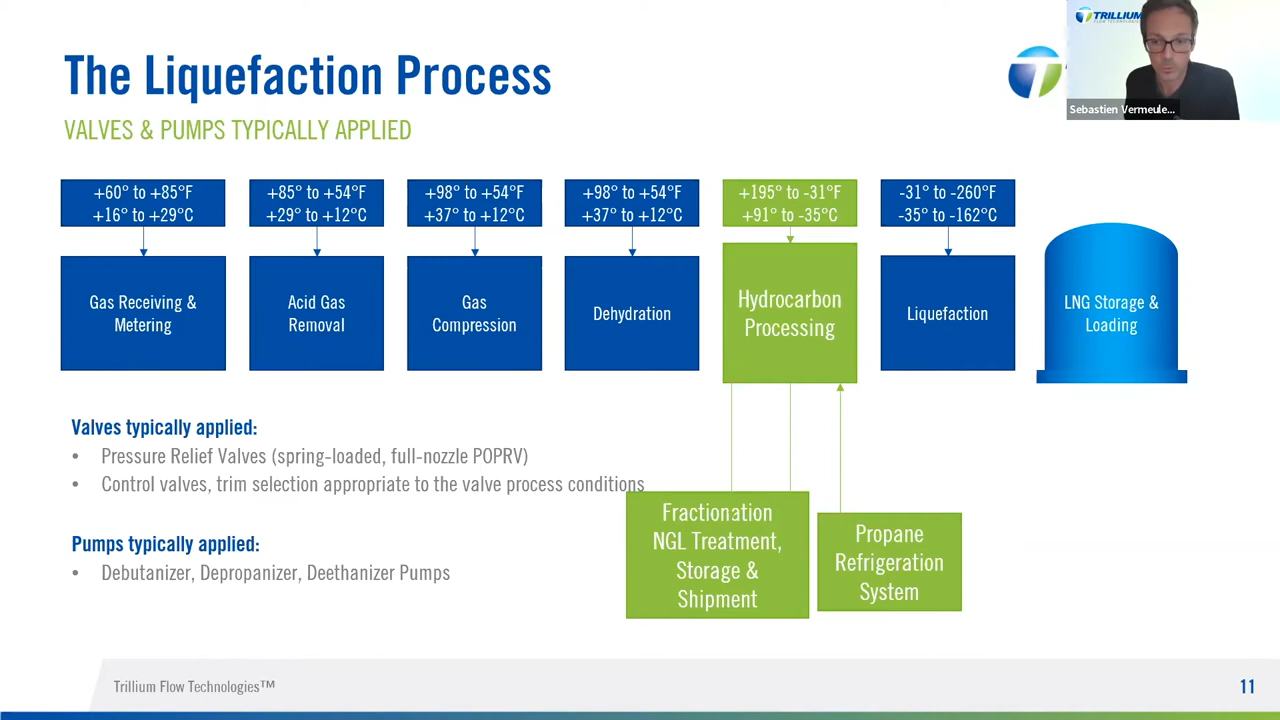 TRILLIUM
FLOW TECHNOLOGIES
Sebastien Vermeule...
The Liquefaction Process
VALVES & PUMPS TYPICALLY APPLIED
+60° to +85°F
+16° to +29°C
+85° to +54°F
+29° to +12°C
+98° to +54°F
+37° to +12°C
+98° to +54°F
+37° to +12°C
+195° to -31°F
+91° to -35°C
-31° to -260°F
-35° to -162°C
Gas Receiving &
Metering
Acid Gas
Removal
Gas
Compression
Dehydration
Hydrocarbon
Processing
Liquefaction
LNG Storage &
Loading
Valves typically applied:
• Pressure Relief Valves (spring-loaded, full-nozzle POPRV)
• Control valves, trim selection appropriate to the valve process conditions
Pumps typically applied:
• Debutanizer, Depropanizer, Deethanizer Pumps
Fractionation
NGL Treatment,
Storage &
Shipment
Propane
Refrigeration
System
Trillium Flow Technologies™
11